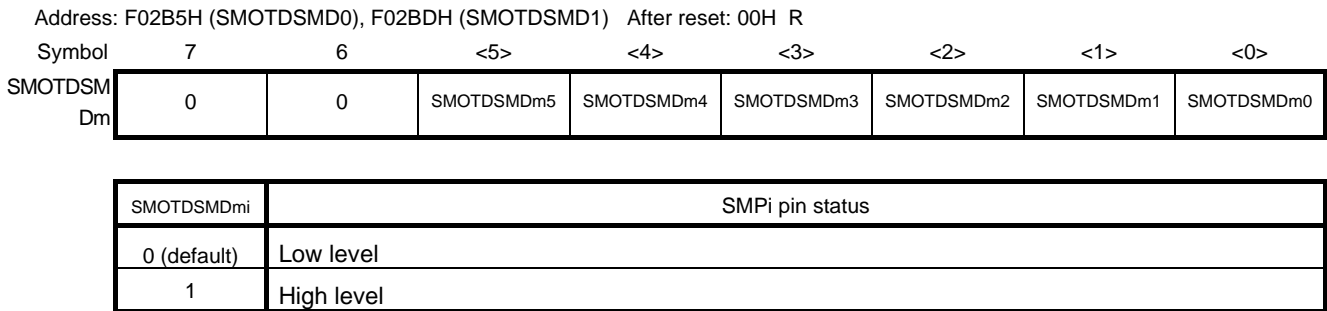 Address: F02B5H (SMOTDSMD0), F02BDH (SMOTDSMD1) After reset: 00H R
Symbol 7 6 <5> <4> <3> <2> <1> <0>
SMOTDSM
Dm 0 0 SMOTDSMDm5 SMOTDSMDm4 SMOTDSMDm3 SMOTDSMDm2 SMOTDSMDm1 SMOTDSMDm0
SMOTDSMDmi SMPi pin status
0 (default) Low level
1 High level